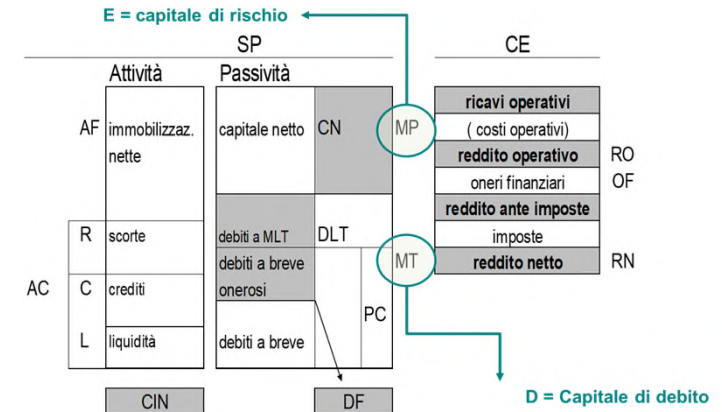 E = capitale di rischio
SP
CE
Attività
Passività
AF
immobilizzaz.
nette
capitale netto
CN
MP
ricavi operativi
( costi operativi)
reddito operativo
RO
oneri finanziari
OF
reddito ante imposte
imposte
reddito netto
RN
R
scorte
debiti a MLT
DLT
debiti a breve
onerosi
MT
AC
C
crediti
PC
L
liquidità
debiti a breve
CIN
DF
D = Capitale di debito